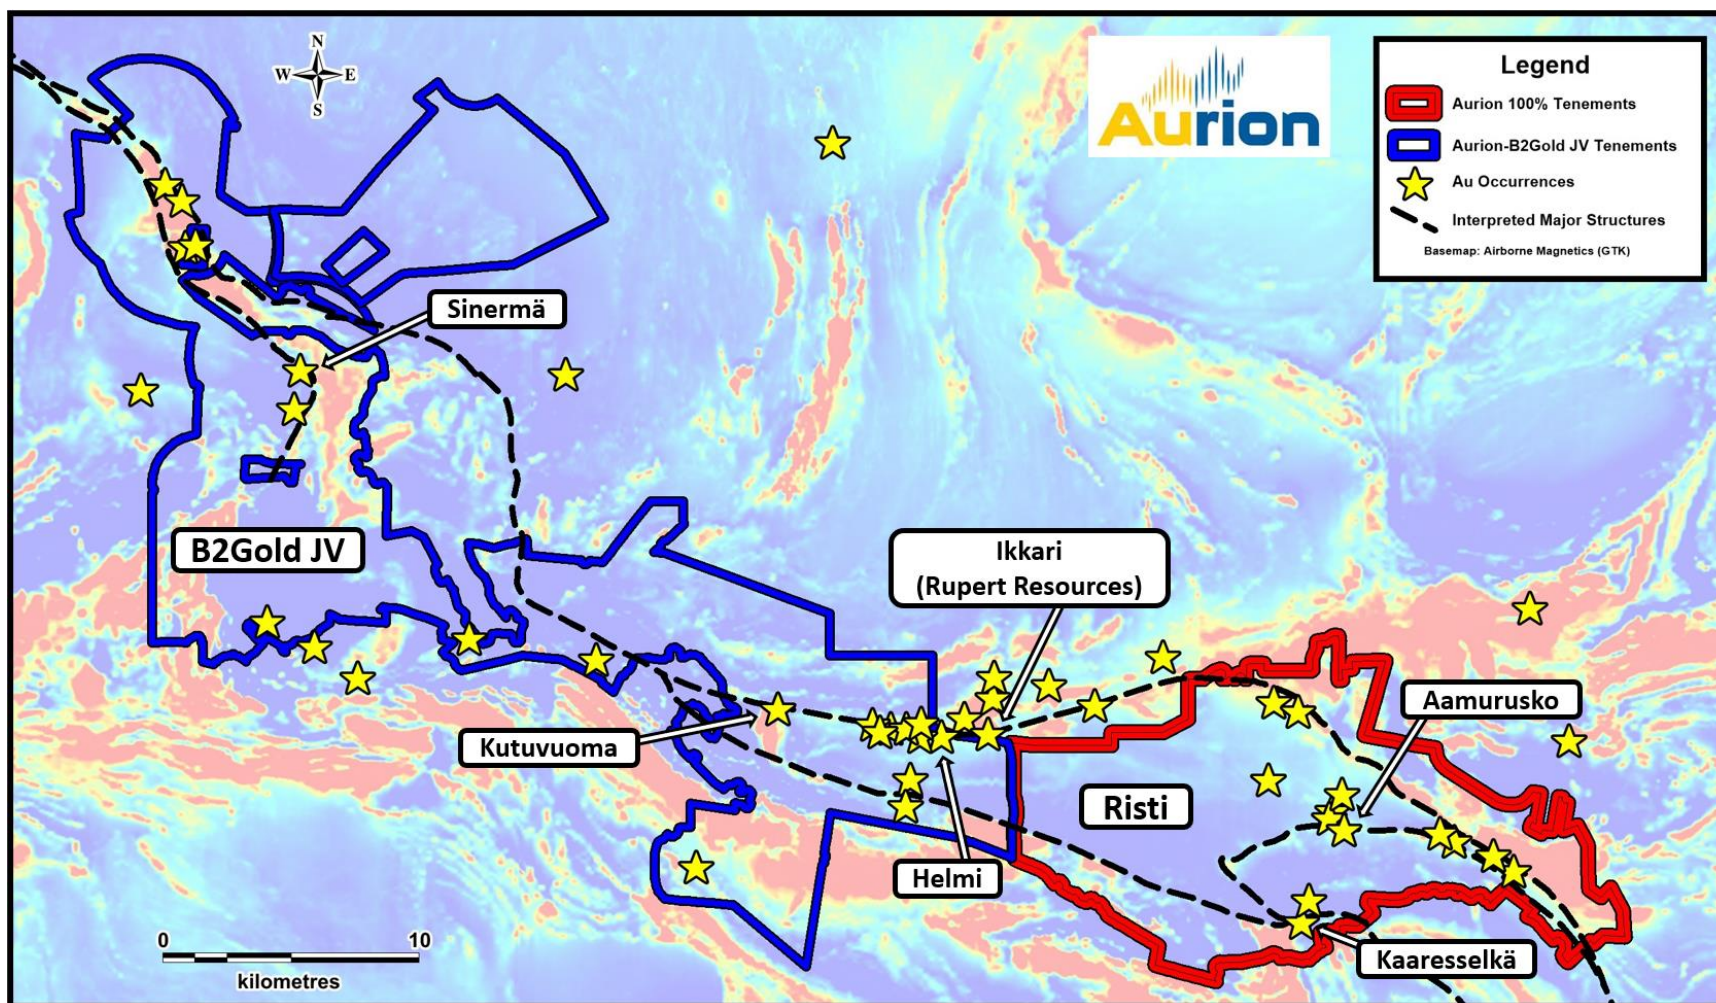 N
W E
S
Aurion
Legend
Aurion 100% Tenements
Aurion-B2Gold JV Tenements
Au Occurrences
Interpreted Major Structures
Basemap: Airborne Magnetics (GTK)
Sinermä
B2Gold JV
Ikkari
(Rupert Resources)
Aamurusko
Kutuvuoma
Risti
Helmi
Kaaresselkä
0 10
kilometres